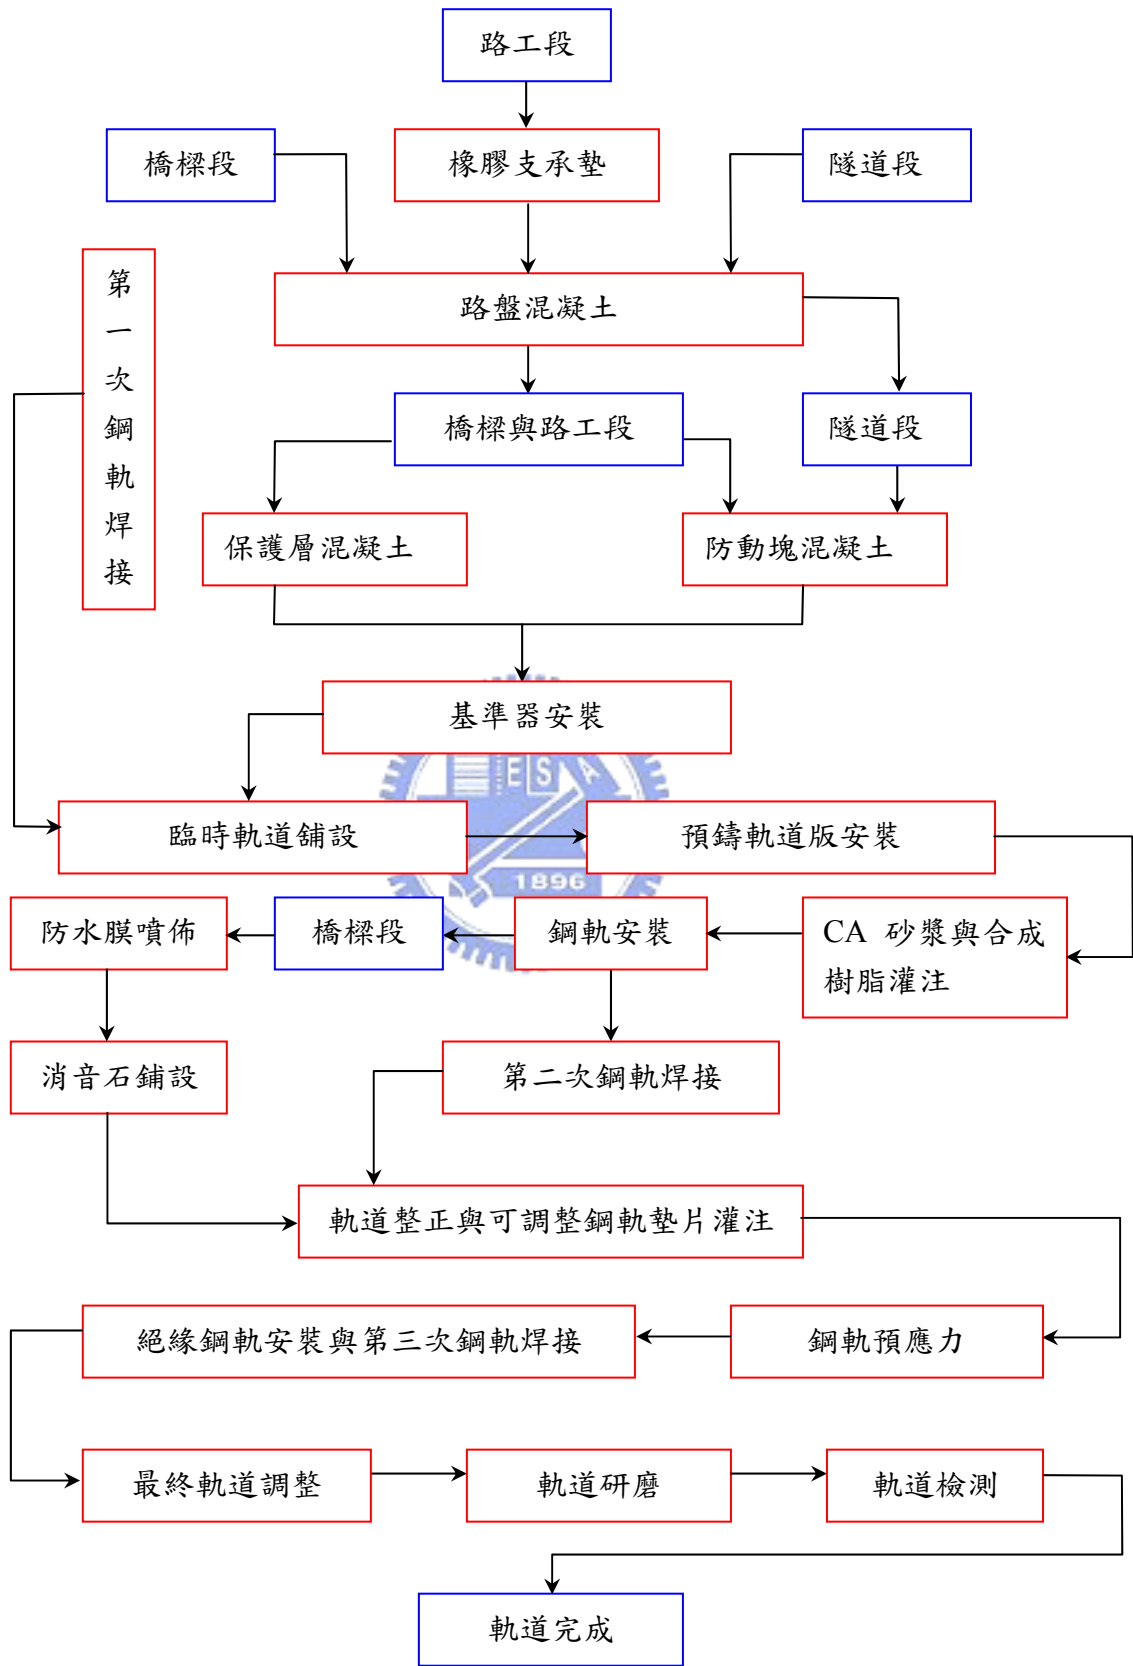 路工段
橋樑段
橡膠支承墊
隧道段
第一次鋼軌焊接
路盤混凝土
橋樑與路工段
隧道段
保護層混凝土
防動塊混凝土
基準器安裝
ESA
臨時軌道舖設
預鑄軌道版安裝
1896
防水膜噴佈
橋樑段
鋼軌安裝
CA 砂漿與合成
樹脂灌注
消音石鋪設
第二次鋼軌焊接
軌道整正與可調整鋼軌墊片灌注
絕緣鋼軌安裝與第三次鋼軌焊接
鋼軌預應力
最終軌道調整
軌道研磨
軌道檢測
軌道完成